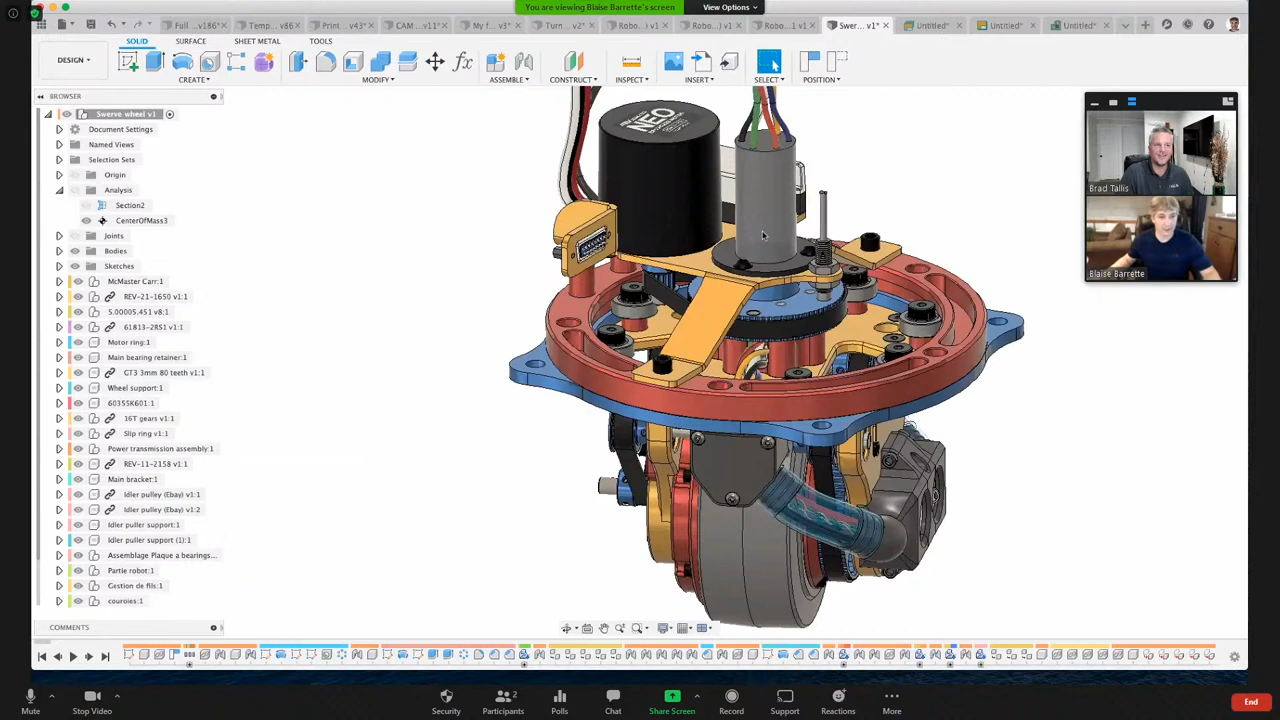 You are viewing Blaise Barrette's screen View Options
Full ...v186* Temp... v86 Print ...v43* CAM ...v11* My f... v3* Turn... v2* Robo... v1 Robo...1 v1 Robo...1 v1 Swer... v1* Untitled* Untitled* Untitled*
SOLID SURFACE SHEET METAL TOOLS
DESIGN
CREATE MODIFY ASSEMBLE CONSTRUCT INSPECT INSERT SELECT POSITION
BROWSER
Swerve wheel v1
Document Settings
Named Views
Selection Sets
Origin
Analysis
Section2
CenterOfMass3
Joints
Bodies
Sketches
McMaster Carr:1
REV-21-1650 v1:1
5.00005.451 v8:1
61813-2RS1 v1:1
Motor ring:1
Main bearing retainer:1
GT3 3mm 80 teeth v1:1
Wheel support:1
60355K601:1
16T gears v1:1
Slip ring v1:1
Power transmission assembly:1
REV-11-2158 v1:1
Main bracket:1
Idler pulley (Ebay) v1:1
Idler pulley (Ebay) v1:2
Idler puller support:1
Idler puller support (1):1
Assemblage Plaque a bearings...
Partie robot:1
Gestion de fils:1
couroies:1
COMMENTS
NEO
Brad Tallis
Blaise Barrette
Mute Stop Video Security Participants 2 Polls Chat Share Screen Record Support Reactions More End